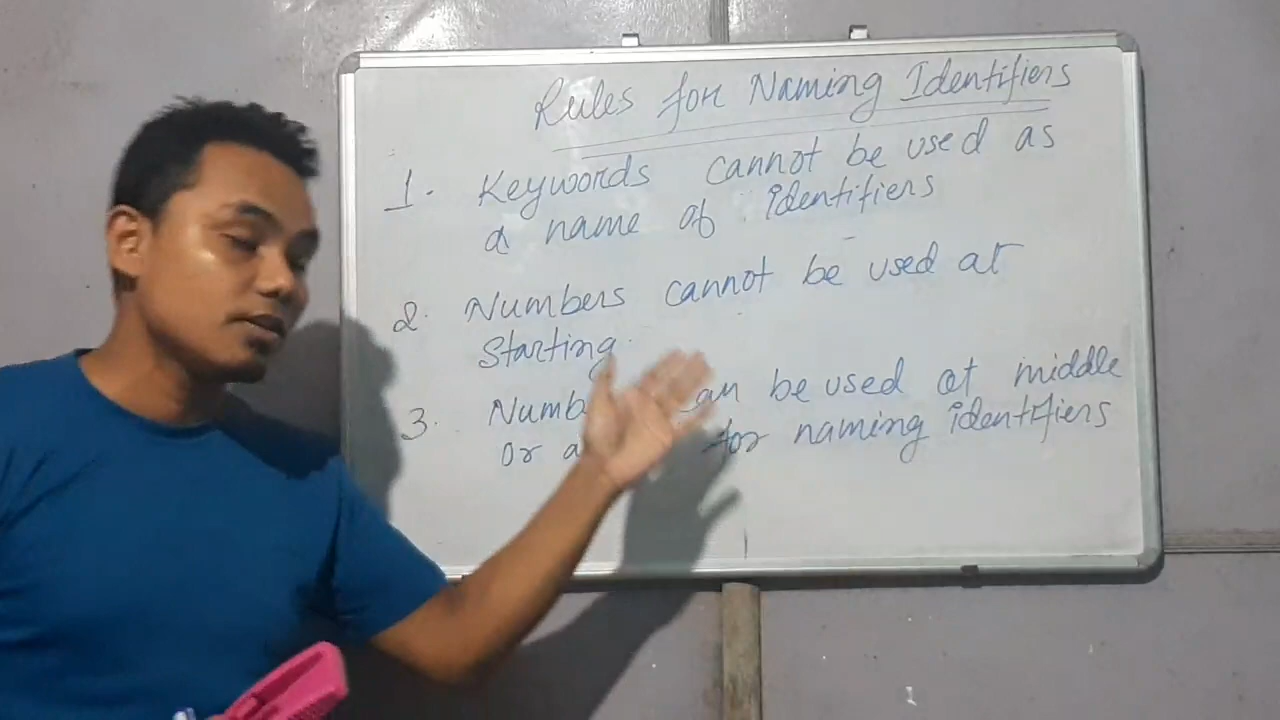 Rules for Naming Identifiers
1. Keywords cannot be used as
a name of identifiers
2. Numbers cannot be used at
starting.
3. can be used at middle
or for naming identifiers